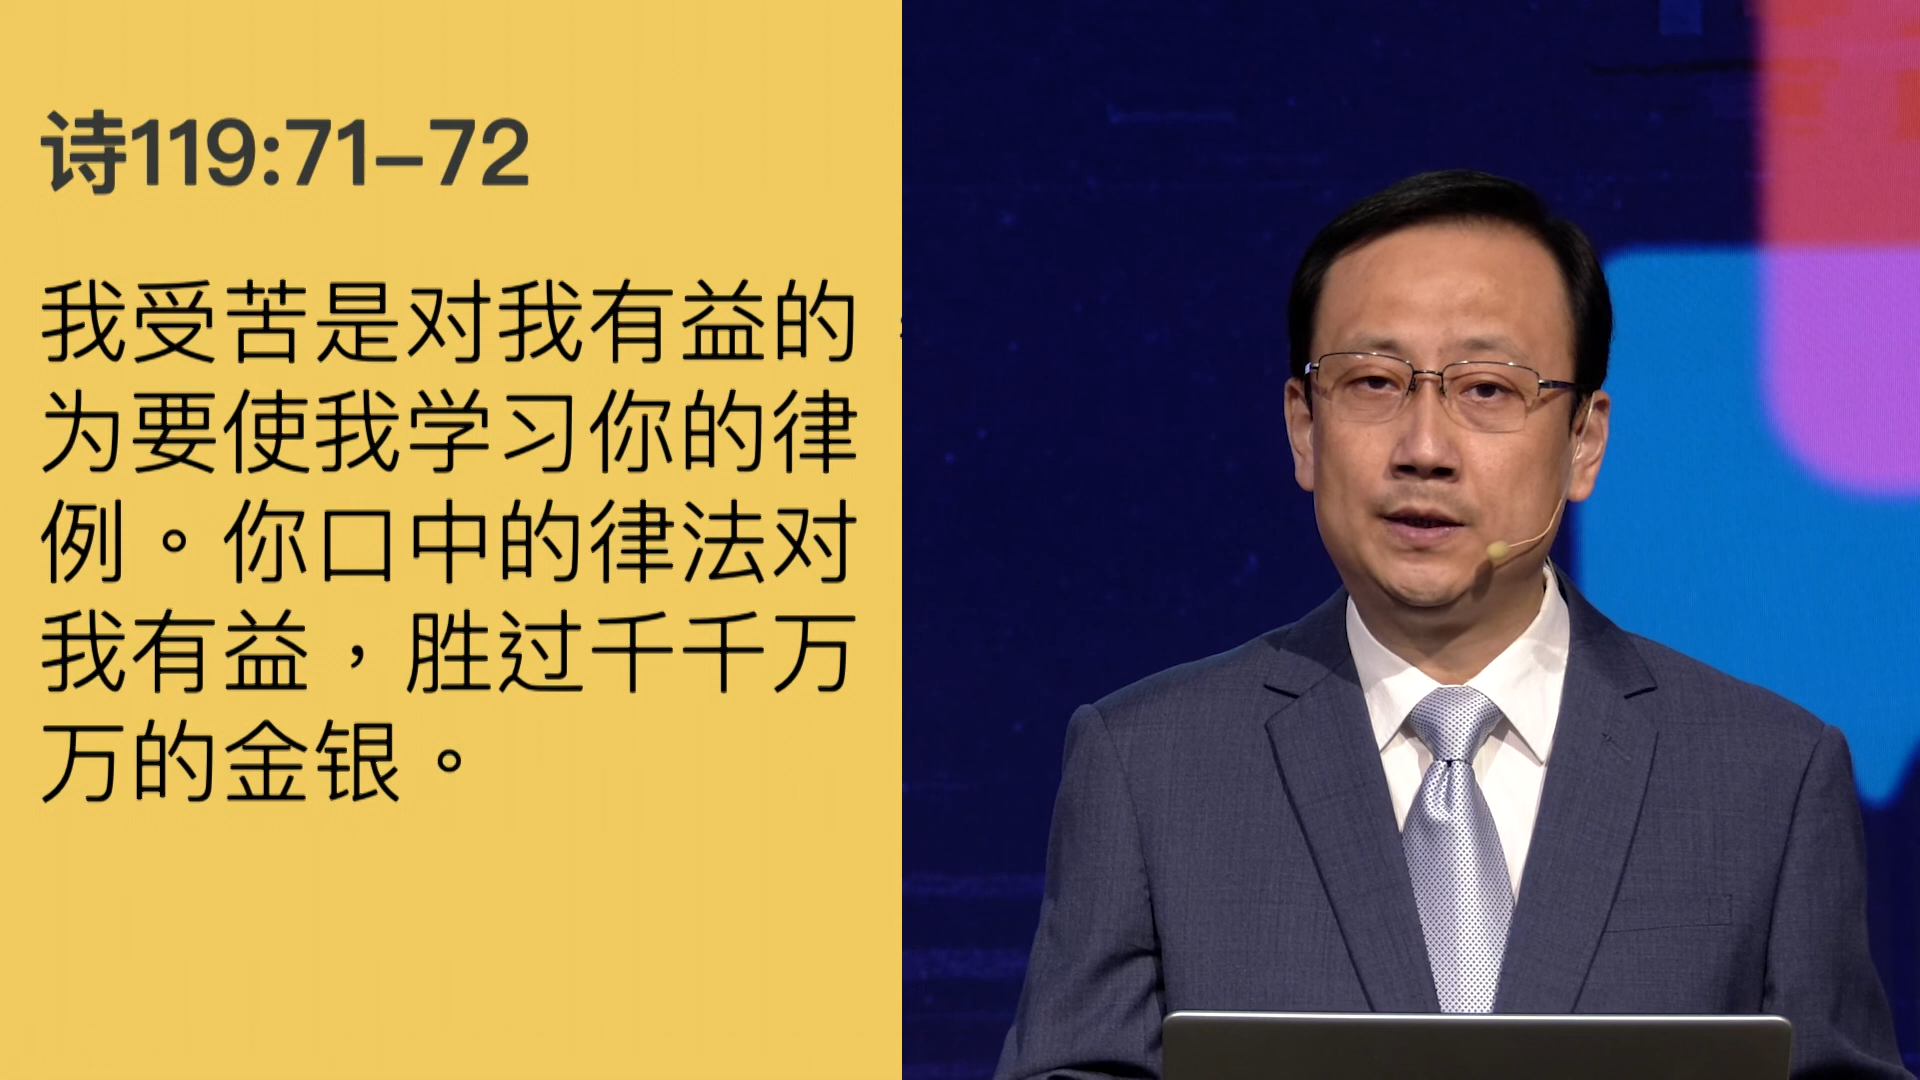 诗119:71–72
我受苦是对我有益的，
为要使我学习你的律
例。你口中的律法对
我有益，胜过千千万
万的金银。